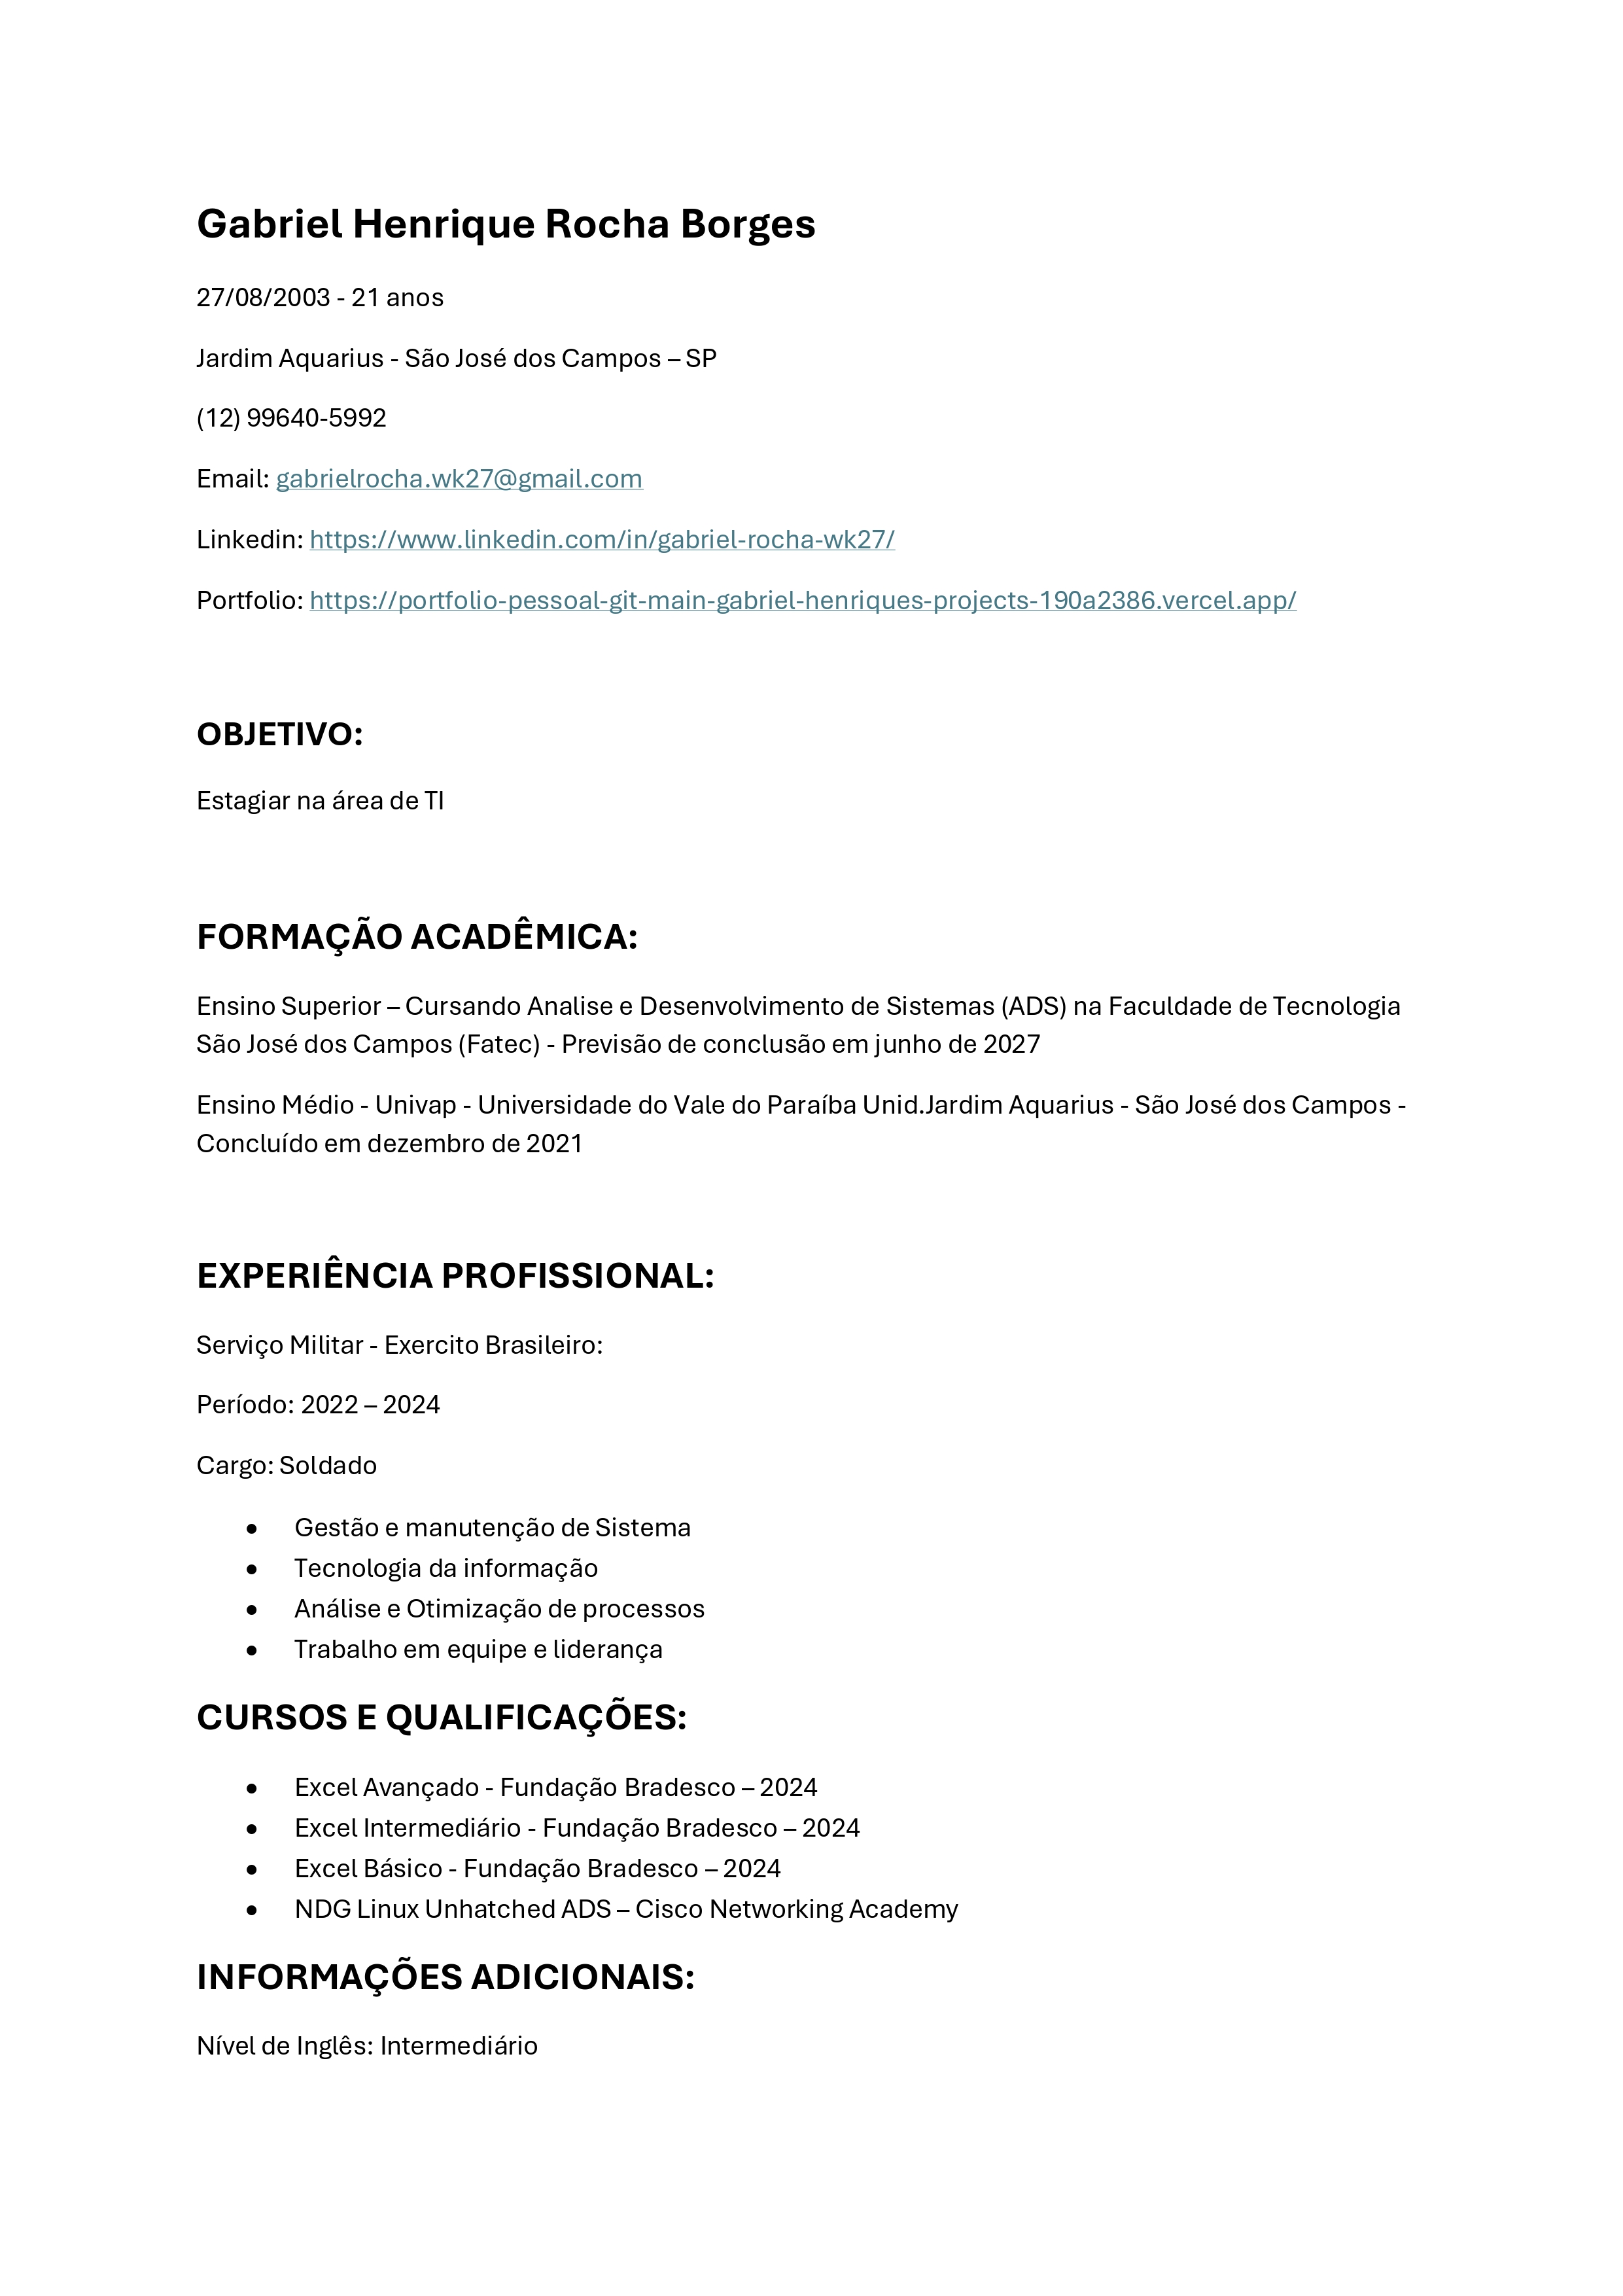 Gabriel Henrique Rocha Borges
27/08/2003 - 21 anos
Jardim Aquarius - São José dos Campos – SP
(12) 99640-5992
Email: gabrielrocha.wk27@gmail.com
Linkedin: https://www.linkedin.com/in/gabriel-rocha-wk27/
Portfolio: https://portfolio-pessoal-git-main-gabriel-henriques-projects-190a2386.vercel.app/
OBJETIVO:
Estagiar na área de TI
FORMAÇÃO ACADÊMICA:
Ensino Superior – Cursando Analise e Desenvolvimento de Sistemas (ADS) na Faculdade de Tecnologia
São José dos Campos (Fatec) - Previsão de conclusão em junho de 2027
Ensino Médio - Univap - Universidade do Vale do Paraíba Unid.Jardim Aquarius - São José dos Campos -
Concluído em dezembro de 2021
EXPERIÊNCIA PROFISSIONAL:
Serviço Militar - Exercito Brasileiro:
Período: 2022 – 2024
Cargo: Soldado
• Gestão e manutenção de Sistema
• Tecnologia da informação
• Análise e Otimização de processos
• Trabalho em equipe e liderança
CURSOS E QUALIFICAÇÕES:
• Excel Avançado - Fundação Bradesco – 2024
• Excel Intermediário - Fundação Bradesco – 2024
• Excel Básico - Fundação Bradesco – 2024
• NDG Linux Unhatched ADS – Cisco Networking Academy
INFORMAÇÕES ADICIONAIS:
Nível de Inglês: Intermediário